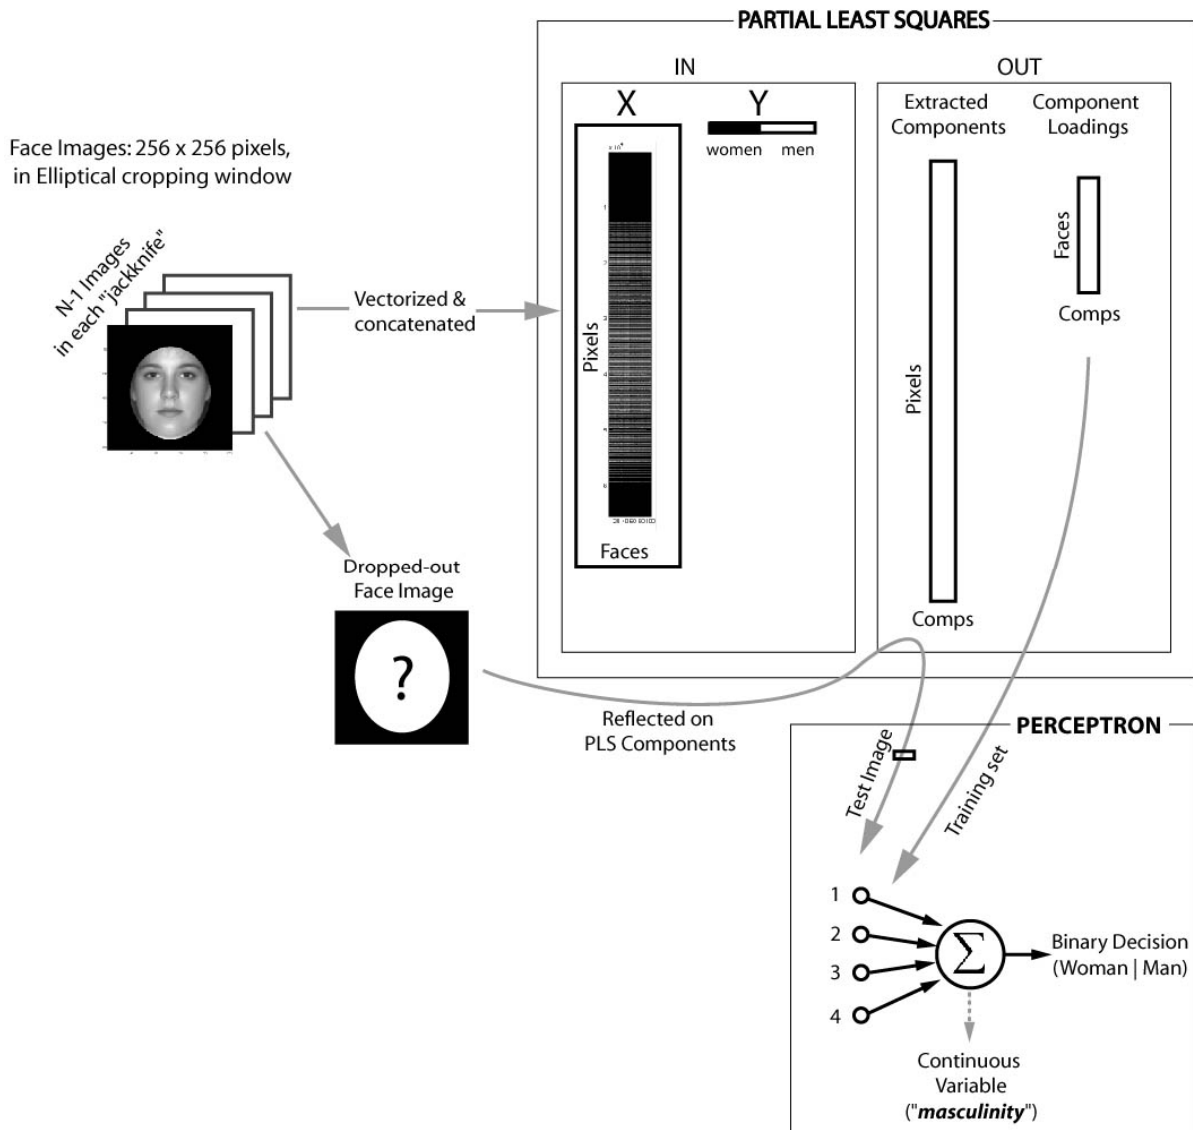 PARTIAL LEAST SQUARES
IN
OUT
X
Y
women
men
Extracted
Components
Component
Loadings
Face Images: 256 x 256 pixels,
in Elliptical cropping window
N-1 Images
in each "jackknife"
Vectorized &
concatenated
Pixels
Faces
Pixels
Comps
Faces
Comps
Dropped-out
Face Image
?
Reflected on
PLS Components
PERCEPTRON
Test Image
Training set
1
2
3
4
Σ
Binary Decision
(Woman | Man)
Continuous
Variable
("masculinity")